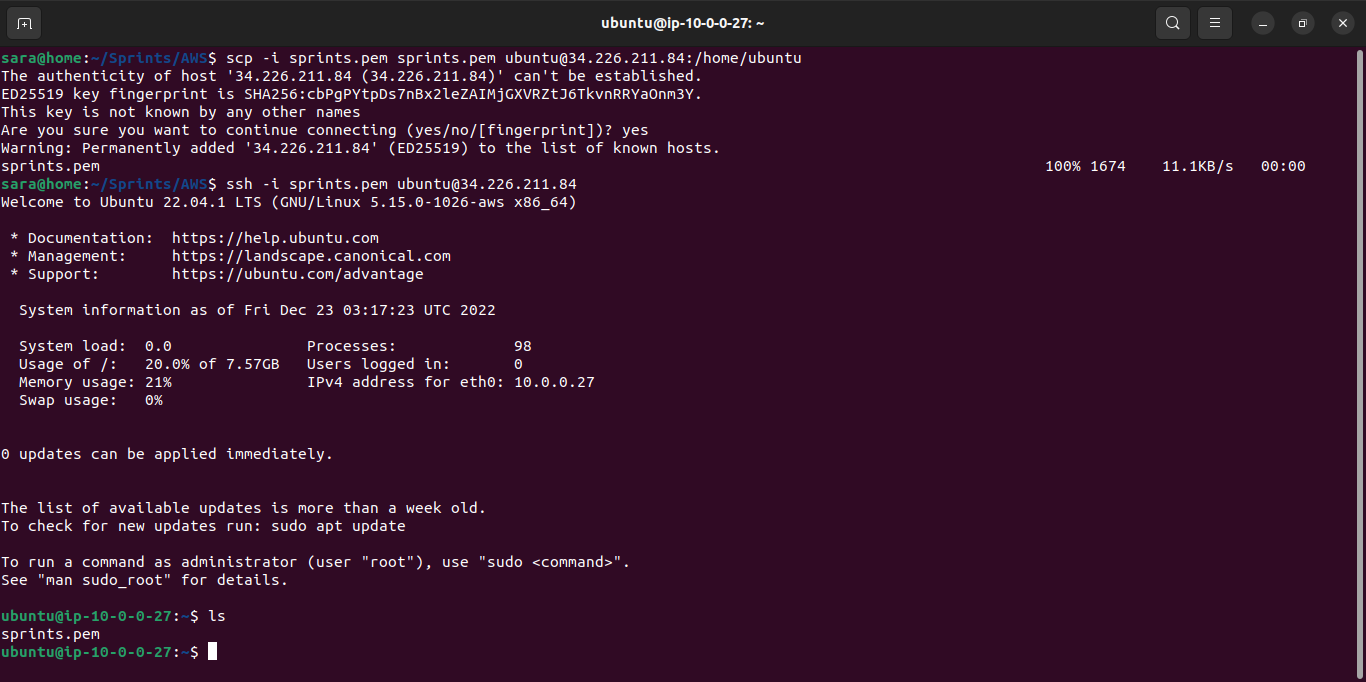 ubuntu@ip-10-0-0-27: ~
sara@home:~/Sprints/AWS$ scp -i sprints.pem sprints.pem ubuntu@34.226.211.84:/home/ubuntu
The authenticity of host '34.226.211.84 (34.226.211.84)' can't be established.
ED25519 key fingerprint is SHA256:cbPgPYtpDs7nBx2leZAIMjGXVRZtJ6TkvnRRYaOnm3Y.
This key is not known by any other names
Are you sure you want to continue connecting (yes/no/[fingerprint])? yes
Warning: Permanently added '34.226.211.84' (ED25519) to the list of known hosts.
sprints.pem 100% 1674 11.1KB/s 00:00
sara@home:~/Sprints/AWS$ ssh -i sprints.pem ubuntu@34.226.211.84
Welcome to Ubuntu 22.04.1 LTS (GNU/Linux 5.15.0-1026-aws x86_64)
* Documentation: https://help.ubuntu.com
* Management: https://landscape.canonical.com
* Support: https://ubuntu.com/advantage
System information as of Fri Dec 23 03:17:23 UTC 2022
System load: 0.0 Processes: 98
Usage of /: 20.0% of 7.57GB Users logged in: 0
Memory usage: 21% IPv4 address for eth0: 10.0.0.27
Swap usage: 0%
0 updates can be applied immediately.
The list of available updates is more than a week old.
To check for new updates run: sudo apt update
To run a command as administrator (user "root"), use "sudo <command>".
See "man sudo_root" for details.
ubuntu@ip-10-0-0-27:~$ ls
sprints.pem
ubuntu@ip-10-0-0-27:~$